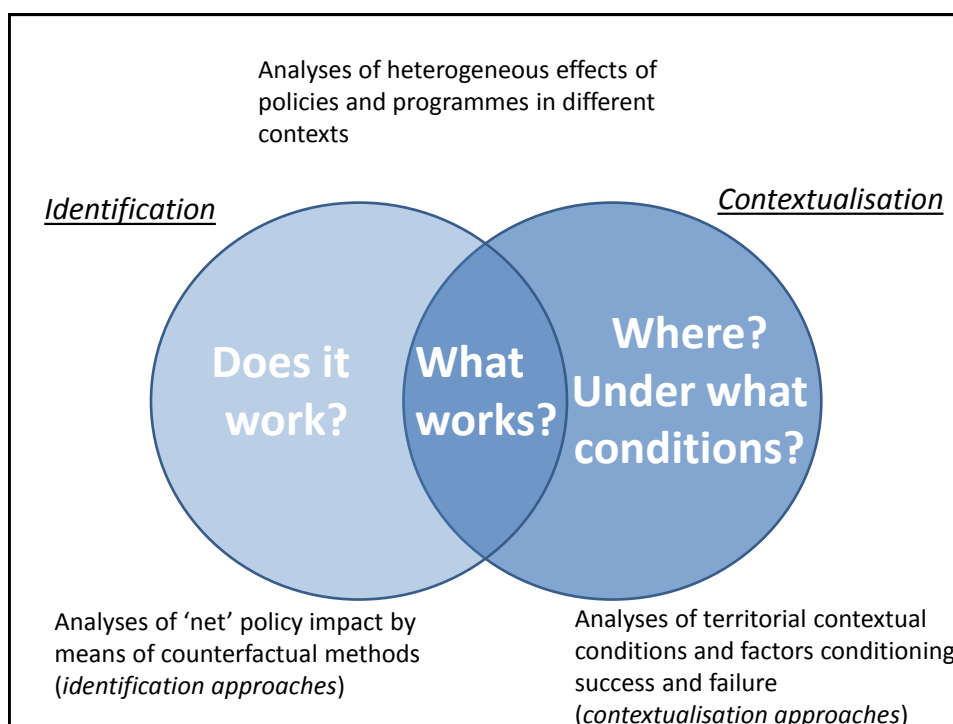 Analyses of heterogeneous effects of
policies and programmes in different
contexts
Identification
Contextualisation
Does it
work?
What
works?
Where?
Under what
conditions?
Analyses of ‘net’ policy impact by
means of counterfactual methods
(identification approaches)
Analyses of territorial contextual
conditions and factors conditioning
success and failure
(contextualisation approaches)